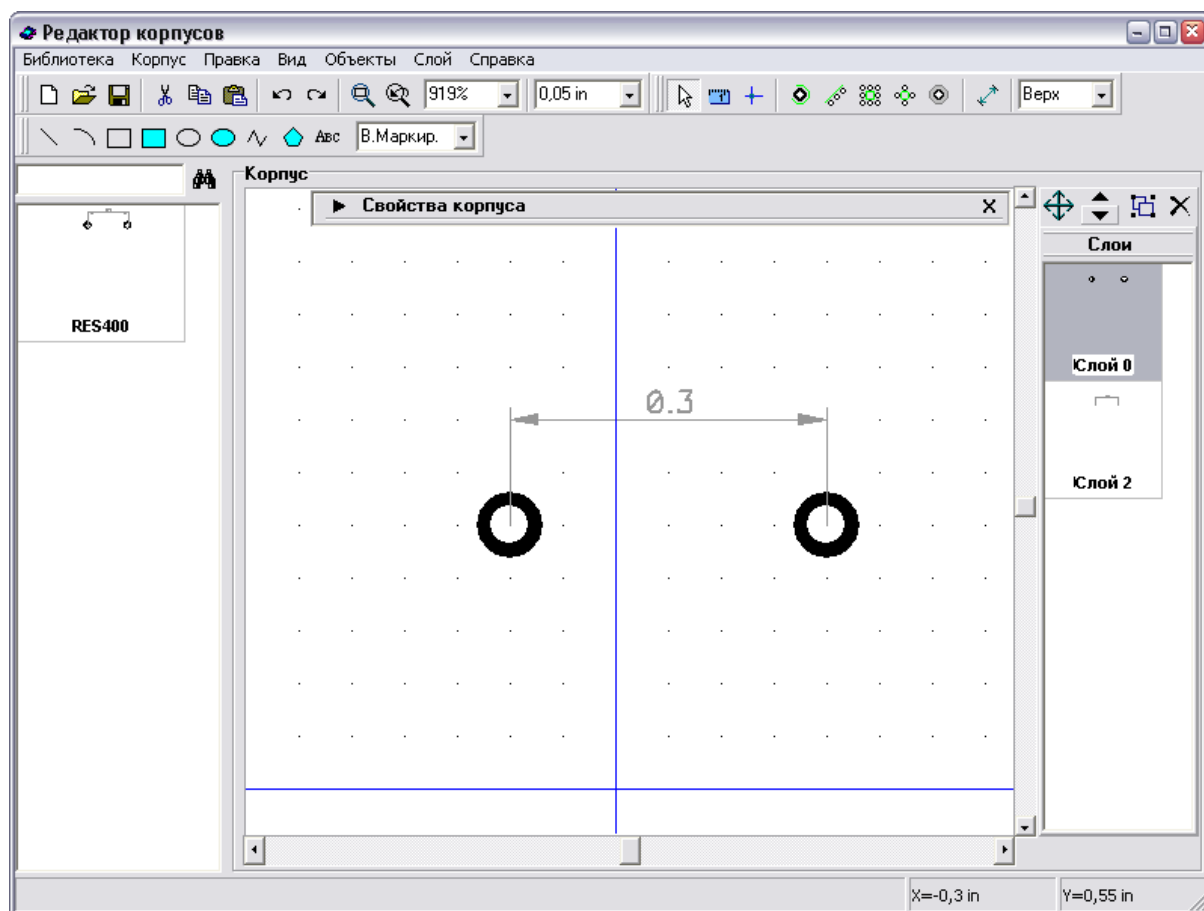 Редактор корпусов
Библиотека Корпус Правка Вид Объекты Слой Справка
919% 0,05 in Верх
Авс В.Маркир.
Корпус
Свойства корпуса
Слои
RES400
Слой 0
0.3
Слой 2
X=-0,3 in Y=0,55 in